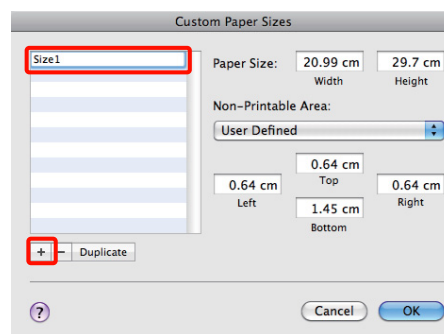 Custom Paper Sizes
Size1
Paper Size: 20.99 cm 29.7 cm
Width Height
Non-Printable Area:
User Defined
0.64 cm
Top
0.64 cm 0.64 cm
Left Right
1.45 cm
Bottom
+ − Duplicate
? Cancel OK